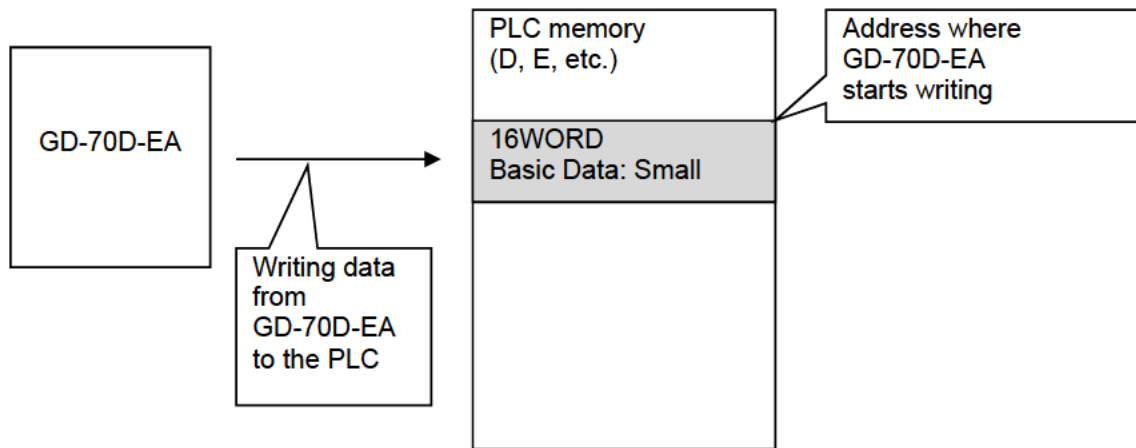 GD-70D-EA
Writing data
from
GD-70D-EA
to the PLC
PLC memory
(D, E, etc.)
16WORD
Basic Data: Small
Address where
GD-70D-EA
starts writing